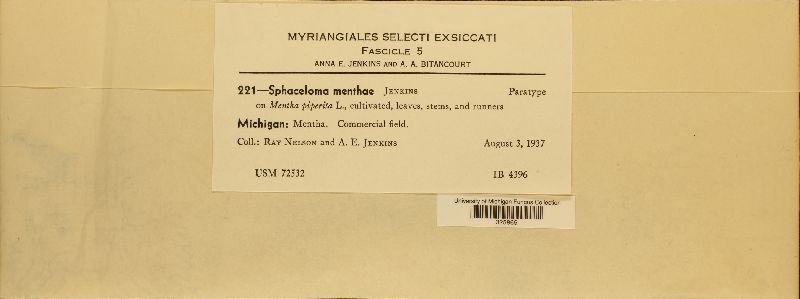 MYRIANGIALES SELECTI EXSICCATI
FASCICLE 5
ANNA E. JENKINS AND A. A. BITANCOURT
221—Sphaceloma menthae JENKINS Paratype
on Mentha piperita L., cultivated, leaves, stems, and runners
Michigan: Mentha. Commercial field.
Coll.: RAY NELSON and A. E. JENKINS August 3, 1937
USM 72532 IB 4396
University of Michigan Fungus Collection